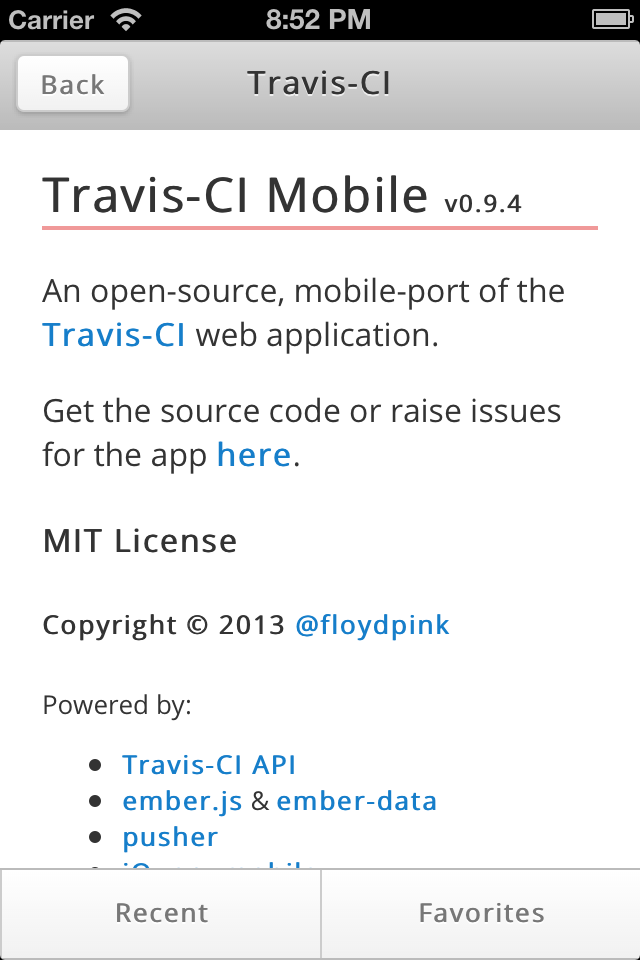 Carrier 8:52 PM
Back Travis-CI
Travis-CI Mobile v0.9.4
An open-source, mobile-port of the
Travis-CI web application.
Get the source code or raise issues
for the app here.
MIT License
Copyright © 2013 @floydpink
Powered by:
• Travis-CI API
• ember.js & ember-data
• pusher
Recent Favorites